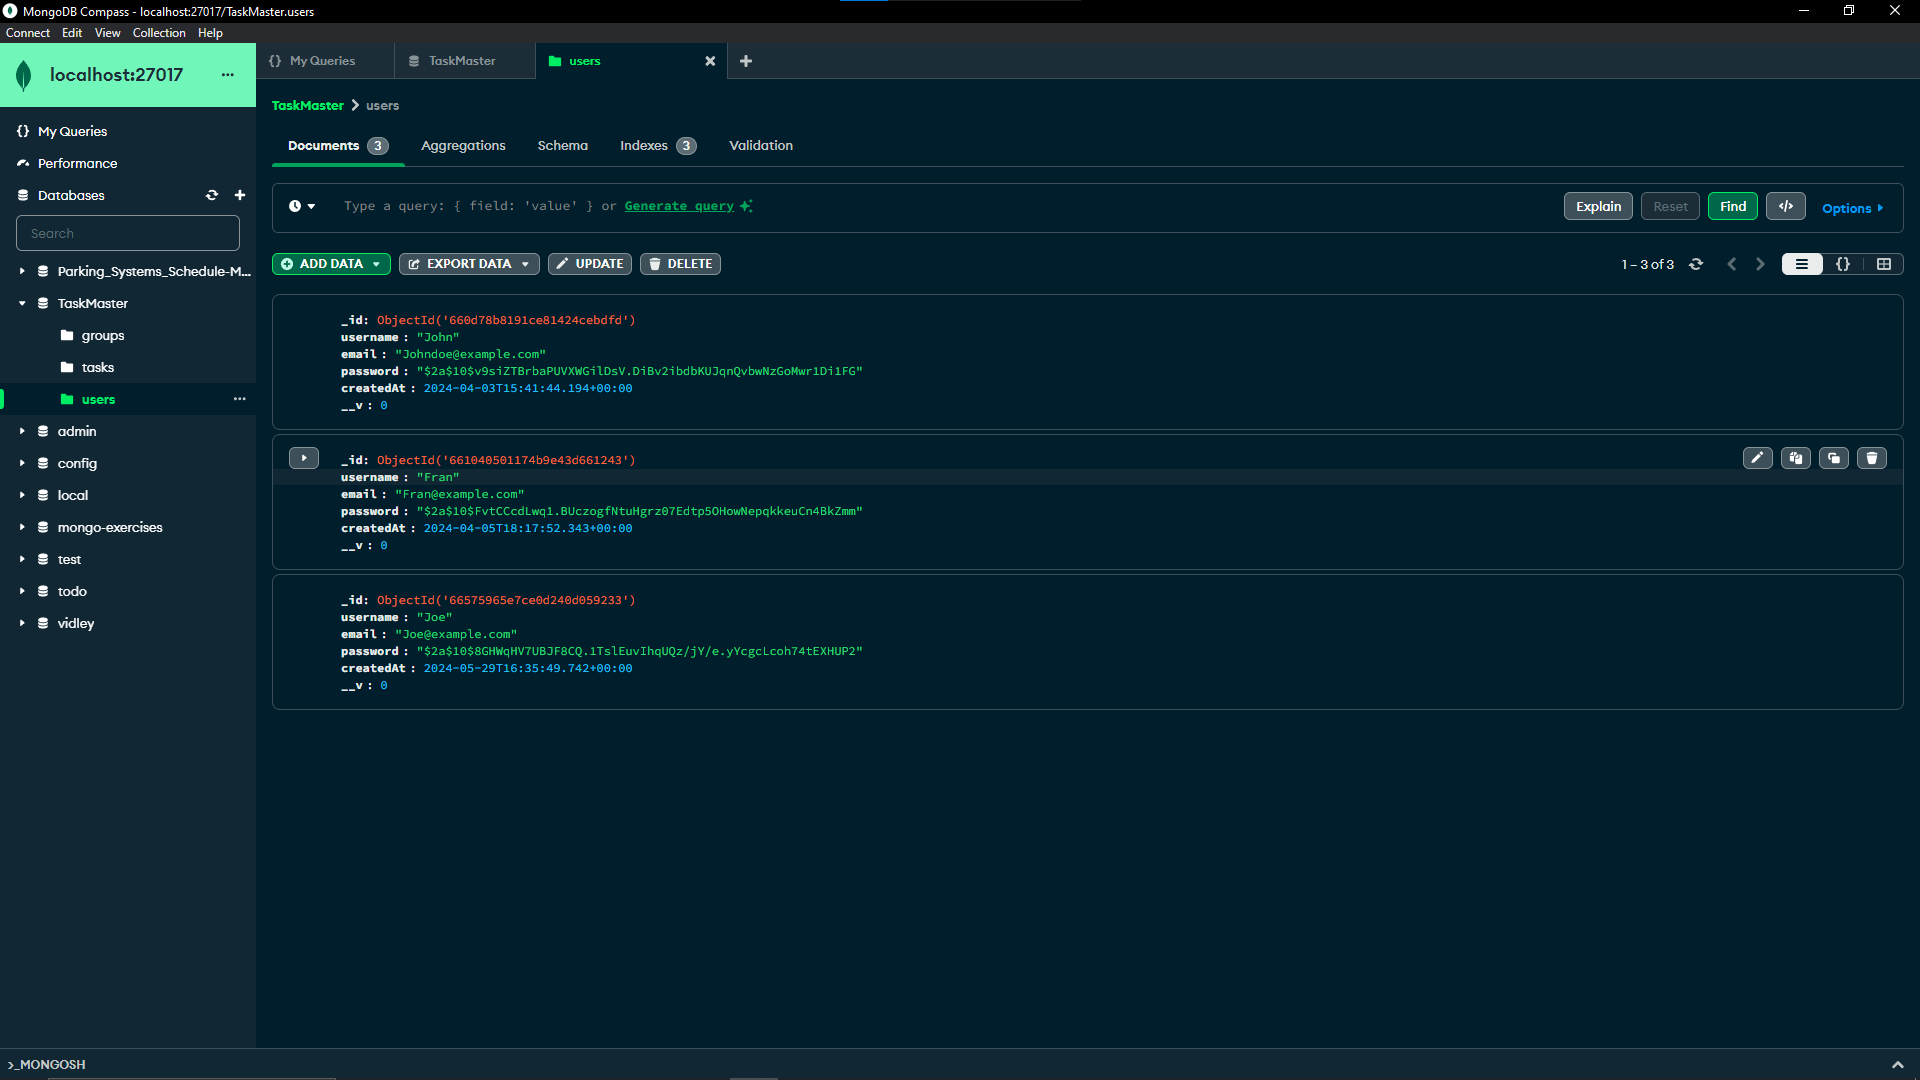 MongoDB Compass - localhost:27017/TaskMaster.users
Connect Edit View Collection Help
localhost:27017 ...
My Queries
TaskMaster
users
{} My Queries
Performance
Databases
Search
Parking_Systems_Schedule-M...
TaskMaster
groups
tasks
users ...
admin
config
local
mongo-exercises
test
todo
vidley
TaskMaster > users
Documents 3 Aggregations Schema Indexes 3 Validation
Type a query: { field: 'value' } or Generate query
Explain Reset Find </> Options
ADD DATA EXPORT DATA UPDATE DELETE
1 – 3 of 3
_id: ObjectId('660d78b8191ce81424cebdfd')
username : "John"
email : "Johndoe@example.com"
password : "$2a$10$v9siZTBrbaPUVXWGilDsV.DiBv2ibdbKUJqnQvbwNzGoMwr1Di1FG"
createdAt : 2024-04-03T15:41:44.194+00:00
__v : 0
_id: ObjectId('661040501174b9e43d661243')
username : "Fran"
email : "Fran@example.com"
password : "$2a$10$FvtCCcdLwq1.BUczogfNtuHgrz07Edtp5OHowNepqkkeuCn4BkZmm"
createdAt : 2024-04-05T18:17:52.343+00:00
__v : 0
_id: ObjectId('66575965e7ce0d240d059233')
username : "Joe"
email : "Joe@example.com"
password : "$2a$10$8GHWqHV7UBJF8CQ.1TslEuvIhqUQz/jY/e.yYcgcLcoh74tEXHUP2"
createdAt : 2024-05-29T16:35:49.742+00:00
__v : 0
>_MONGOSH